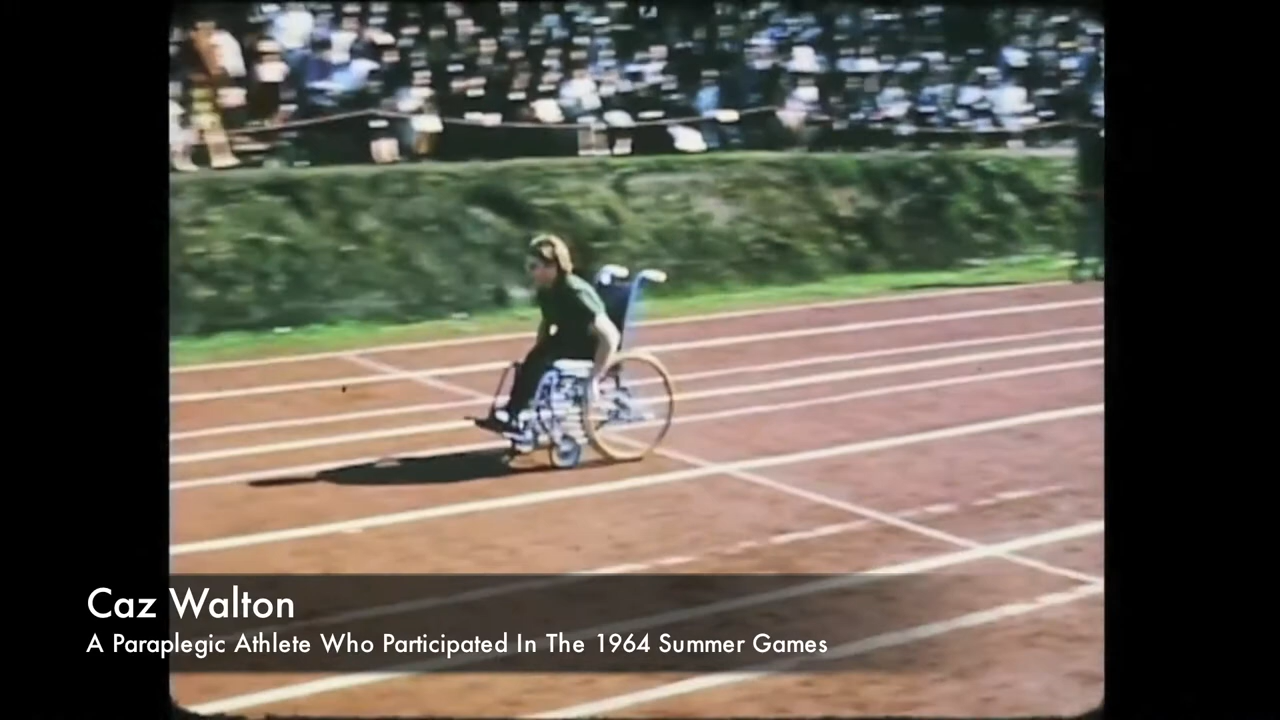 Caz Walton
A Paraplegic Athlete Who Participated In The 1964 Summer Games